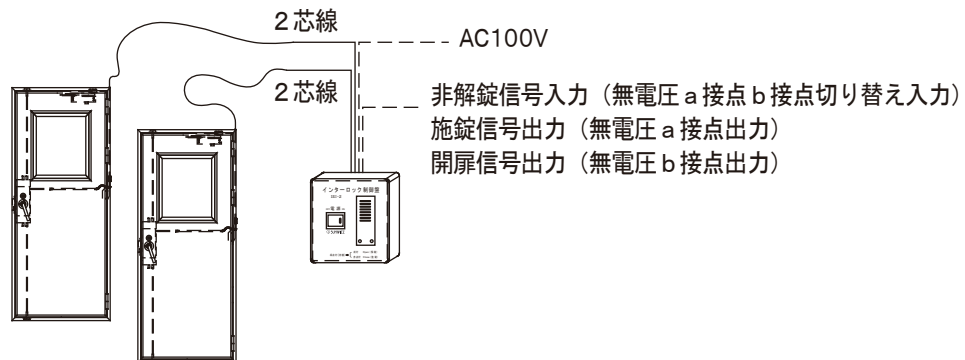 2芯線
AC100V
2芯線
非解錠信号入力（無電圧a接点b接点切り替え入力）
施錠信号出力（無電圧a接点出力）
開扉信号出力（無電圧b接点出力）
インターロック制御盤
電源